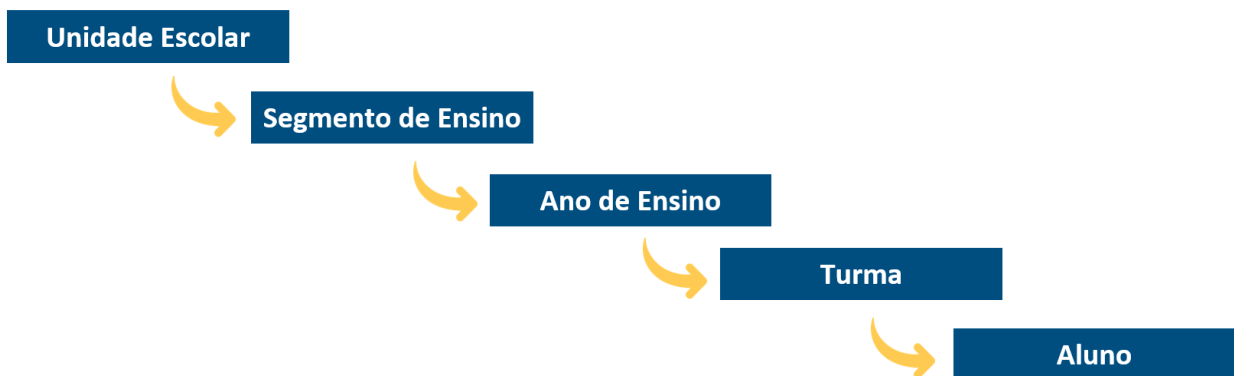 Unidade Escolar
Segmento de Ensino
Ano de Ensino
Turma
Aluno